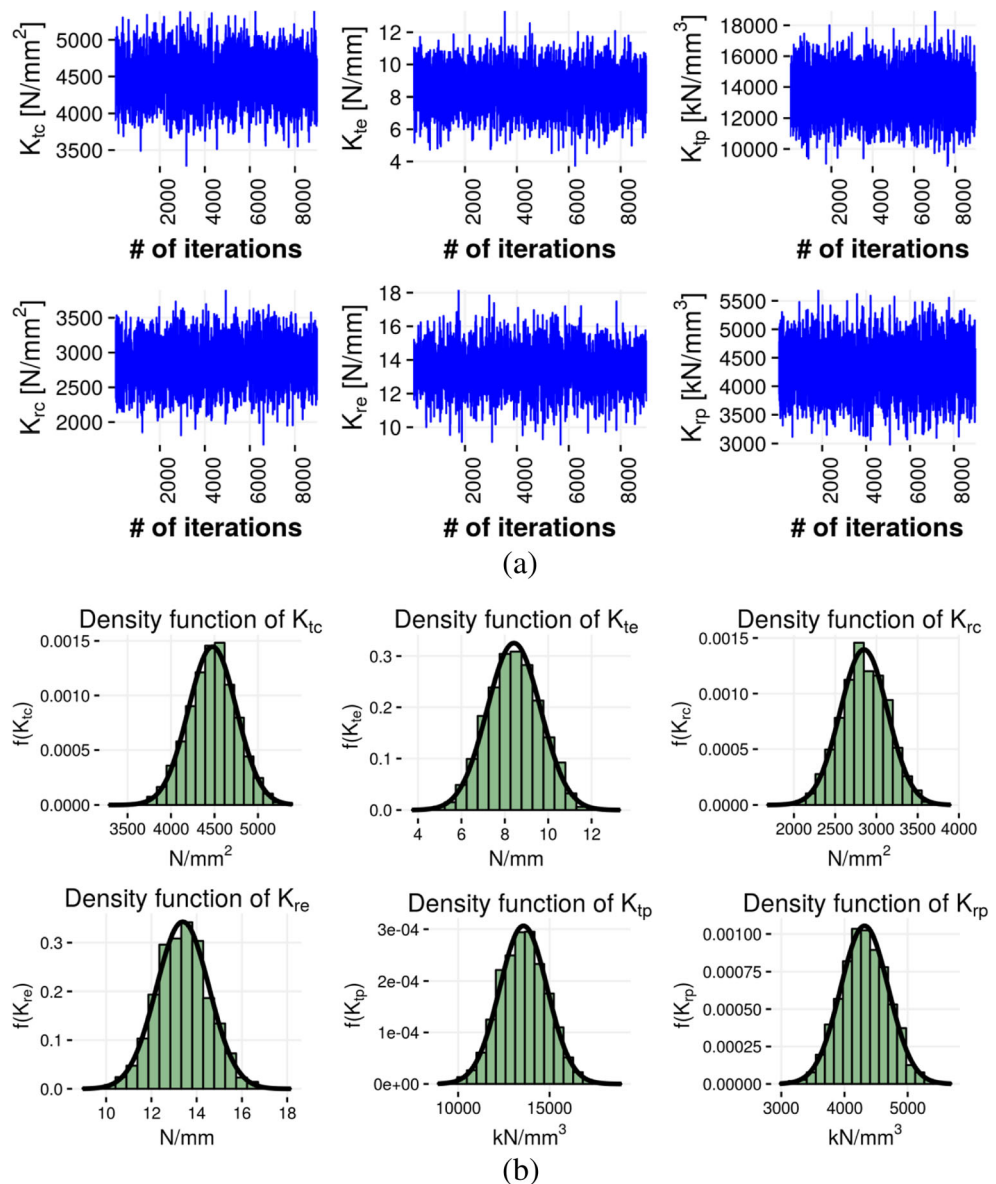 K_tc [N/mm²]
5000
4500
4000
3500
2000 4000 6000 8000
# of iterations
K_te [N/mm]
12
10
8
6
4
2000 4000 6000 8000
# of iterations
K_tp [kN/mm³]
18000
16000
14000
12000
10000
2000 4000 6000 8000
# of iterations
K_rc [N/mm²]
3500
3000
2500
2000
2000 4000 6000 8000
# of iterations
K_re [N/mm]
18
16
14
12
10
2000 4000 6000 8000
# of iterations
K_rp [kN/mm³]
5500
5000
4500
4000
3500
3000
2000 4000 6000 8000
# of iterations
(a)
Density function of K_tc
f(K_tc)
0.0015
0.0010
0.0005
0.0000
3500 4000 4500 5000
N/mm²
Density function of K_te
f(K_te)
0.3
0.2
0.1
0.0
4 6 8 10 12
N/mm
Density function of K_rc
f(K_rc)
0.0015
0.0010
0.0005
0.0000
2000 2500 3000 3500 4000
N/mm²
Density function of K_re
f(K_re)
0.3
0.2
0.1
0.0
10 12 14 16 18
N/mm
Density function of K_tp
f(K_tp)
3e-04
2e-04
1e-04
0e+00
10000 15000
kN/mm³
Density function of K_rp
f(K_rp)
0.00100
0.00075
0.00050
0.00025
0.00000
3000 4000 5000
kN/mm³
(b)